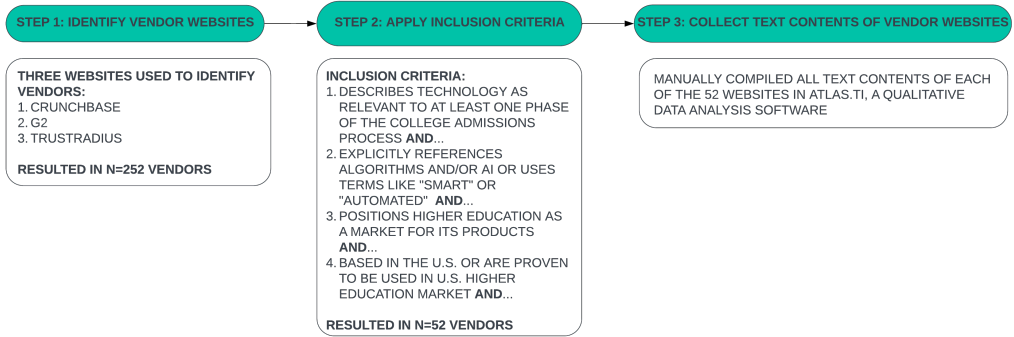 STEP 1: IDENTIFY VENDOR WEBSITES
THREE WEBSITES USED TO IDENTIFY
VENDORS:
1. CRUNCHBASE
2. G2
3. TRUSTRADIUS
RESULTED IN N=252 VENDORS
STEP 2: APPLY INCLUSION CRITERIA
INCLUSION CRITERIA:
1. DESCRIBES TECHNOLOGY AS
RELEVANT TO AT LEAST ONE PHASE
OF THE COLLEGE ADMISSIONS
PROCESS AND...
2. EXPLICITLY REFERENCES
ALGORITHMS AND/OR AI OR USES
TERMS LIKE "SMART" OR
"AUTOMATED" AND...
3. POSITIONS HIGHER EDUCATION AS
A MARKET FOR ITS PRODUCTS
AND...
4. BASED IN THE U.S. OR ARE PROVEN
TO BE USED IN U.S. HIGHER
EDUCATION MARKET AND...
RESULTED IN N=52 VENDORS
STEP 3: COLLECT TEXT CONTENTS OF VENDOR WEBSITES
MANUALLY COMPILED ALL TEXT CONTENTS OF EACH
OF THE 52 WEBSITES IN ATLAS.TI, A QUALITATIVE
DATA ANALYSIS SOFTWARE